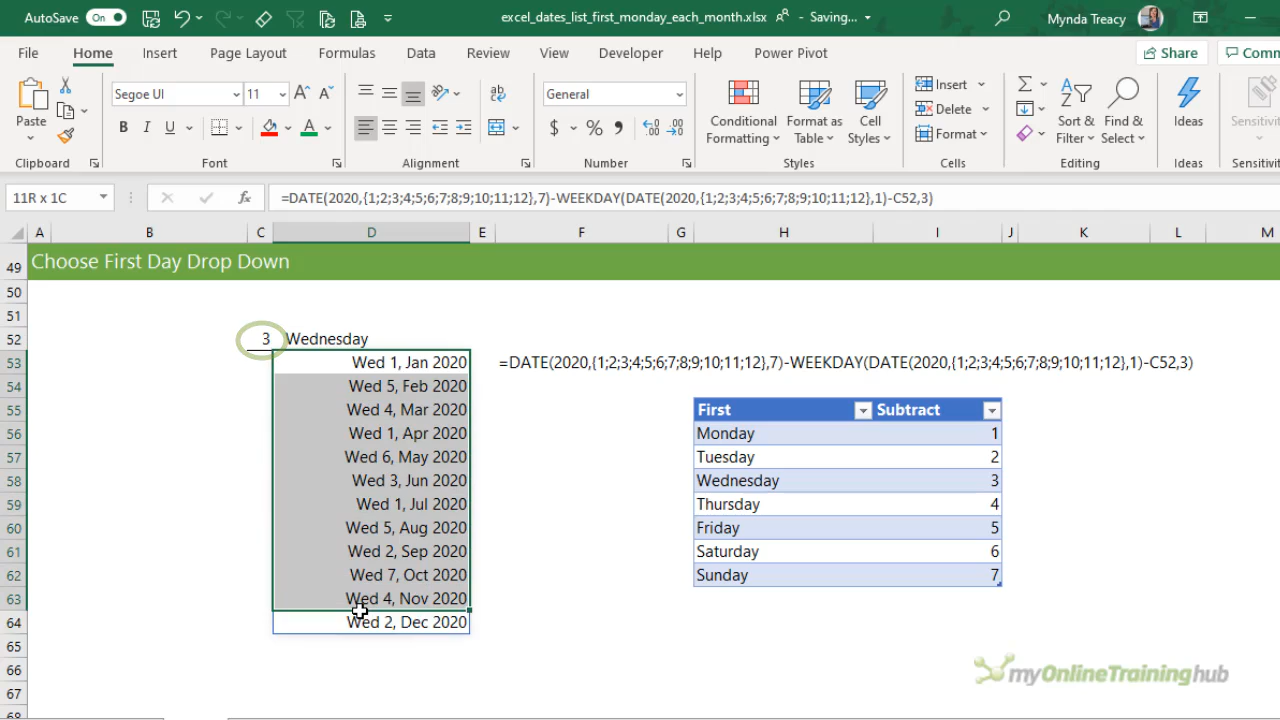 AutoSave On excel_dates_list_first_monday_each_month.xlsx - Saving... Mynda Treacy
File Home Insert Page Layout Formulas Data Review View Developer Help Power Pivot Share Comm
Segoe UI 11 General Insert
Paste Conditional Formatting Format as Table Cell Styles Delete Sort & Filter Find & Select Ideas Sensitivit
Format
Clipboard Font Alignment Number Styles Cells Editing Ideas Sensitivi
11R x 1C fx =DATE(2020,{1;2;3;4;5;6;7;8;9;10;11;12},7)-WEEKDAY(DATE(2020,{1;2;3;4;5;6;7;8;9;10;11;12},1)-C52,3)
A B C D E F G H I J K L M
49 Choose First Day Drop Down
50
51
52 3 Wednesday
53 Wed 1, Jan 2020 =DATE(2020,{1;2;3;4;5;6;7;8;9;10;11;12},7)-WEEKDAY(DATE(2020,{1;2;3;4;5;6;7;8;9;10;11;12},1)-C52,3)
54 Wed 5, Feb 2020
55 Wed 4, Mar 2020 First Subtract
56 Wed 1, Apr 2020 Monday 1
57 Wed 6, May 2020 Tuesday 2
58 Wed 3, Jun 2020 Wednesday 3
59 Wed 1, Jul 2020 Thursday 4
60 Wed 5, Aug 2020 Friday 5
61 Wed 2, Sep 2020 Saturday 6
62 Wed 7, Oct 2020 Sunday 7
63 Wed 4, Nov 2020
64 Wed 2, Dec 2020
65
66 myOnlineTraininghub
67
68